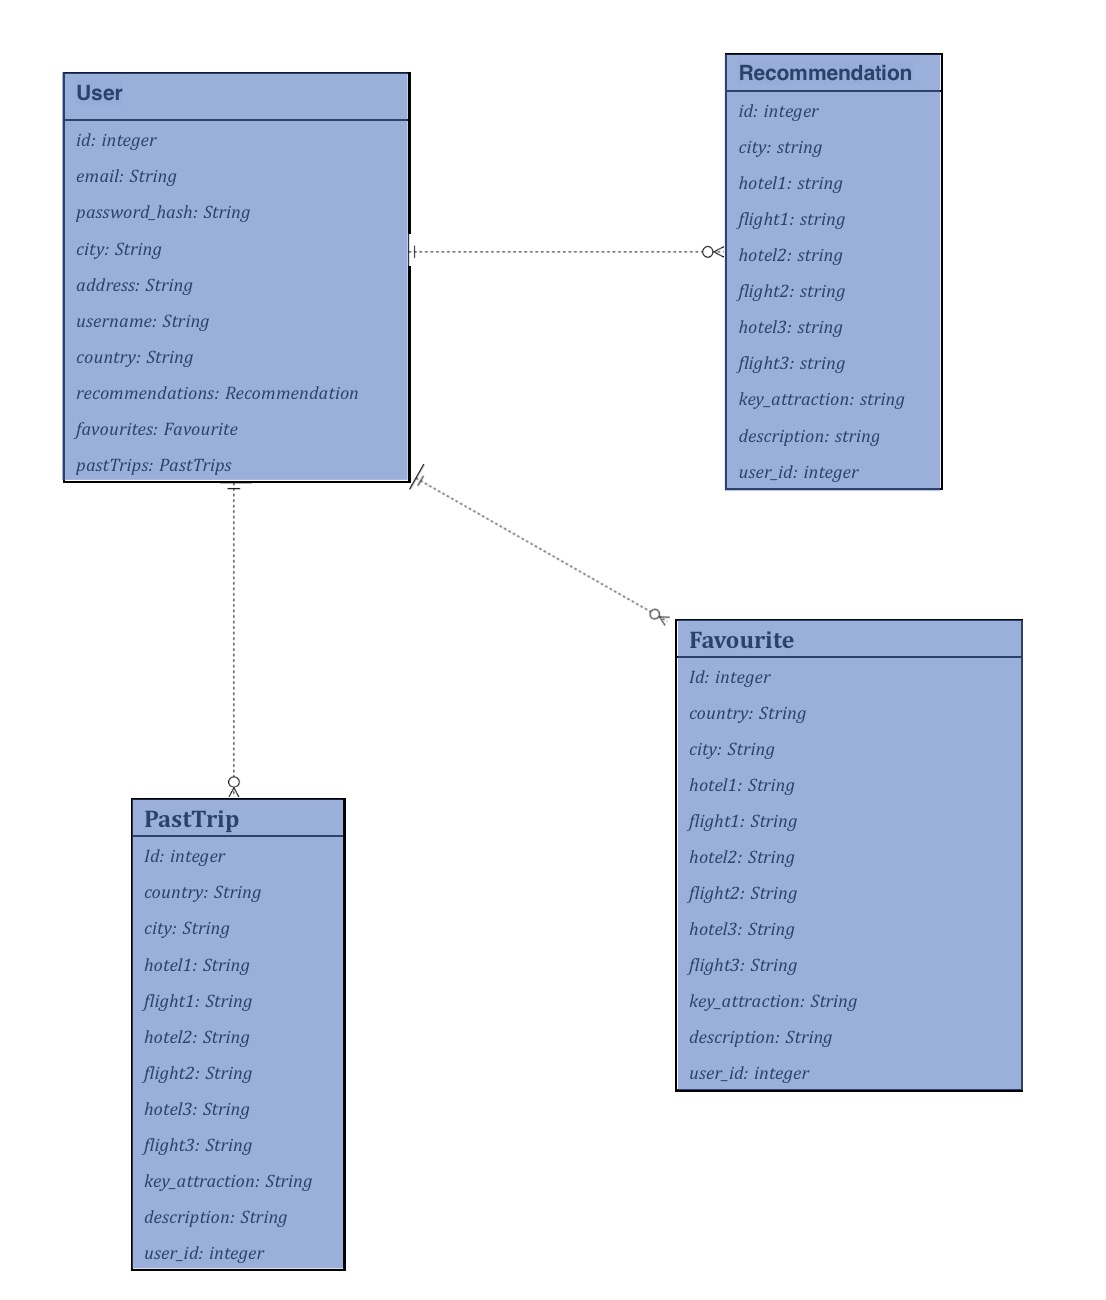 User
id: integer
email: String
password_hash: String
city: String
address: String
username: String
country: String
recommendations: Recommendation
favourites: Favourite
pastTrips: PastTrips
Recommendation
id: integer
city: string
hotel1: string
flight1: string
hotel2: string
flight2: string
hotel3: string
flight3: string
key_attraction: string
description: string
user_id: integer
Favourite
Id: integer
country: String
city: String
hotel1: String
flight1: String
hotel2: String
flight2: String
hotel3: String
flight3: String
key_attraction: String
description: String
user_id: integer
PastTrip
Id: integer
country: String
city: String
hotel1: String
flight1: String
hotel2: String
flight2: String
hotel3: String
flight3: String
key_attraction: String
description: String
user_id: integer